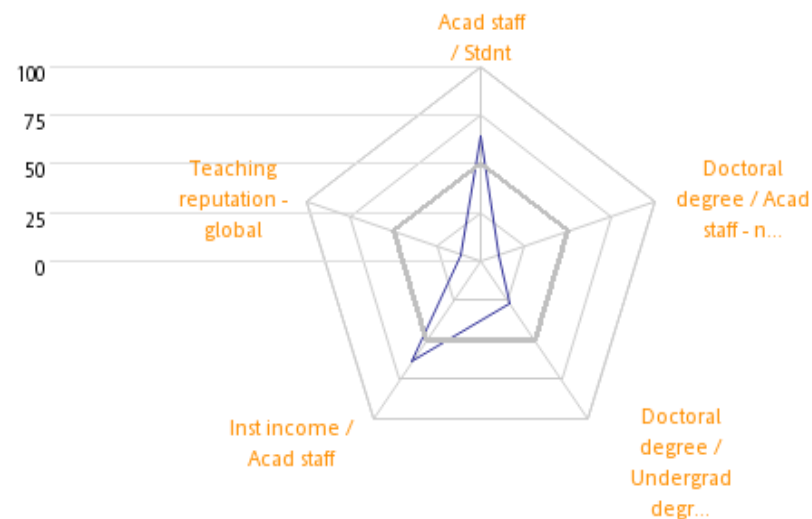 Acad staff
/ Stdnt
100
75
50
25
0
Teaching
reputation -
global
Doctoral
degree / Acad
staff - n...
Inst income /
Acad staff
Doctoral
degree /
Undergrad
degr...